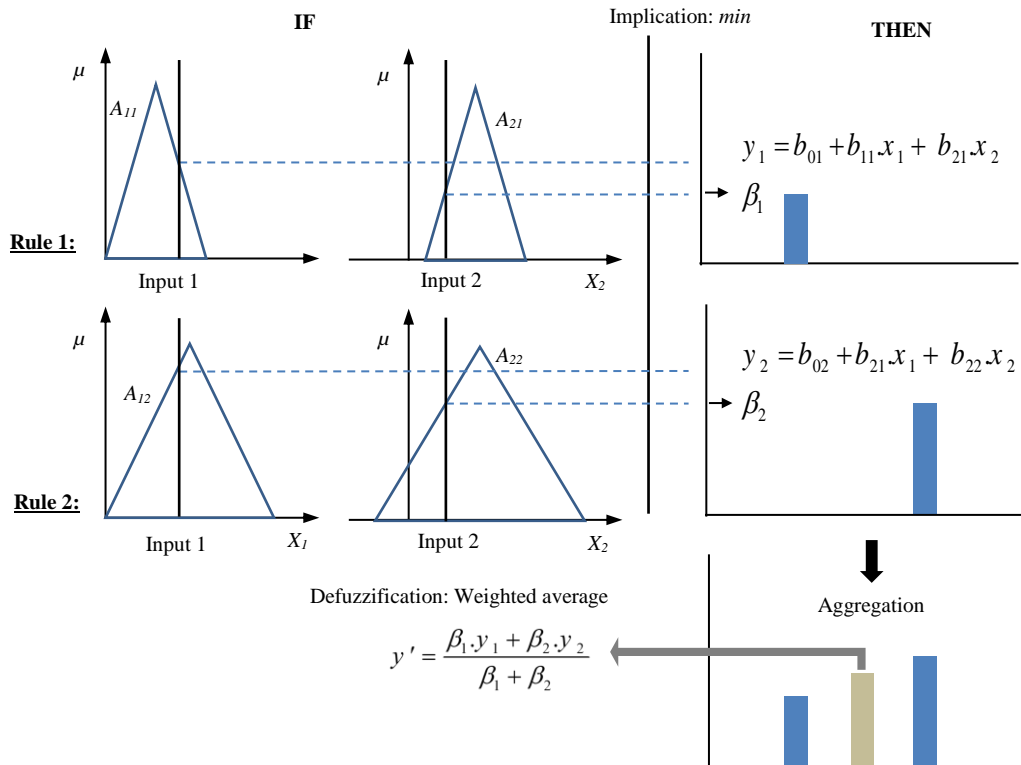 IF
Implication: min
THEN
μ
A11
μ
A21
y1 = b01 + b11.x1 + b21.x2
β1
Rule 1:
Input 1
Input 2
X2
μ
A12
μ
A22
y2 = b02 + b21.x1 + b22.x2
β2
Rule 2:
Input 1
X1
Input 2
X2
Defuzzification: Weighted average
Aggregation
y' = (β1.y1 + β2.y2) / (β1 + β2)